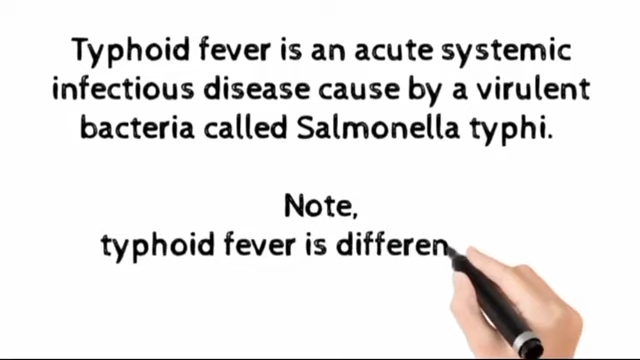 Typhoid fever is an acute systemic
infectious disease cause by a virulent
bacteria called Salmonella typhi.
Note,
typhoid fever is differen